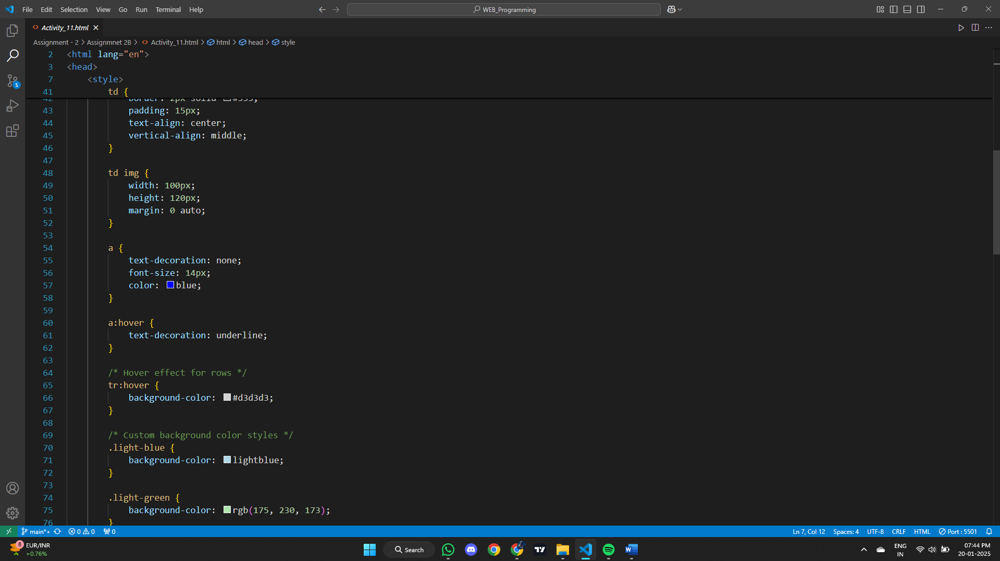 File Edit Selection View Go Run Terminal Help
WEB_Programming
Activity_11.html
Assignment - 2 > Assignmnet 2B > Activity_11.html > html > head > style
2 <html lang="en">
3 <head>
7 <style>
41 td {
42 border: 2px solid #333;
43 padding: 15px;
44 text-align: center;
45 vertical-align: middle;
46 }
47
48 td img {
49 width: 100px;
50 height: 120px;
51 margin: 0 auto;
52 }
53
54 a {
55 text-decoration: none;
56 font-size: 14px;
57 color: blue;
58 }
59
60 a:hover {
61 text-decoration: underline;
62 }
63
64 /* Hover effect for rows */
65 tr:hover {
66 background-color: #d3d3d3;
67 }
68
69 /* Custom background color styles */
70 .light-blue {
71 background-color: lightblue;
72 }
73
74 .light-green {
75 background-color: rgb(175, 230, 173);
76 }
5
main*+ 0 0 0 Ln 7, Col 12 Spaces: 4 UTF-8 CRLF HTML Port : 5501
8
EUR/INR
+0.76%
Search
W
ENG
IN
07:44 PM
20-01-2025